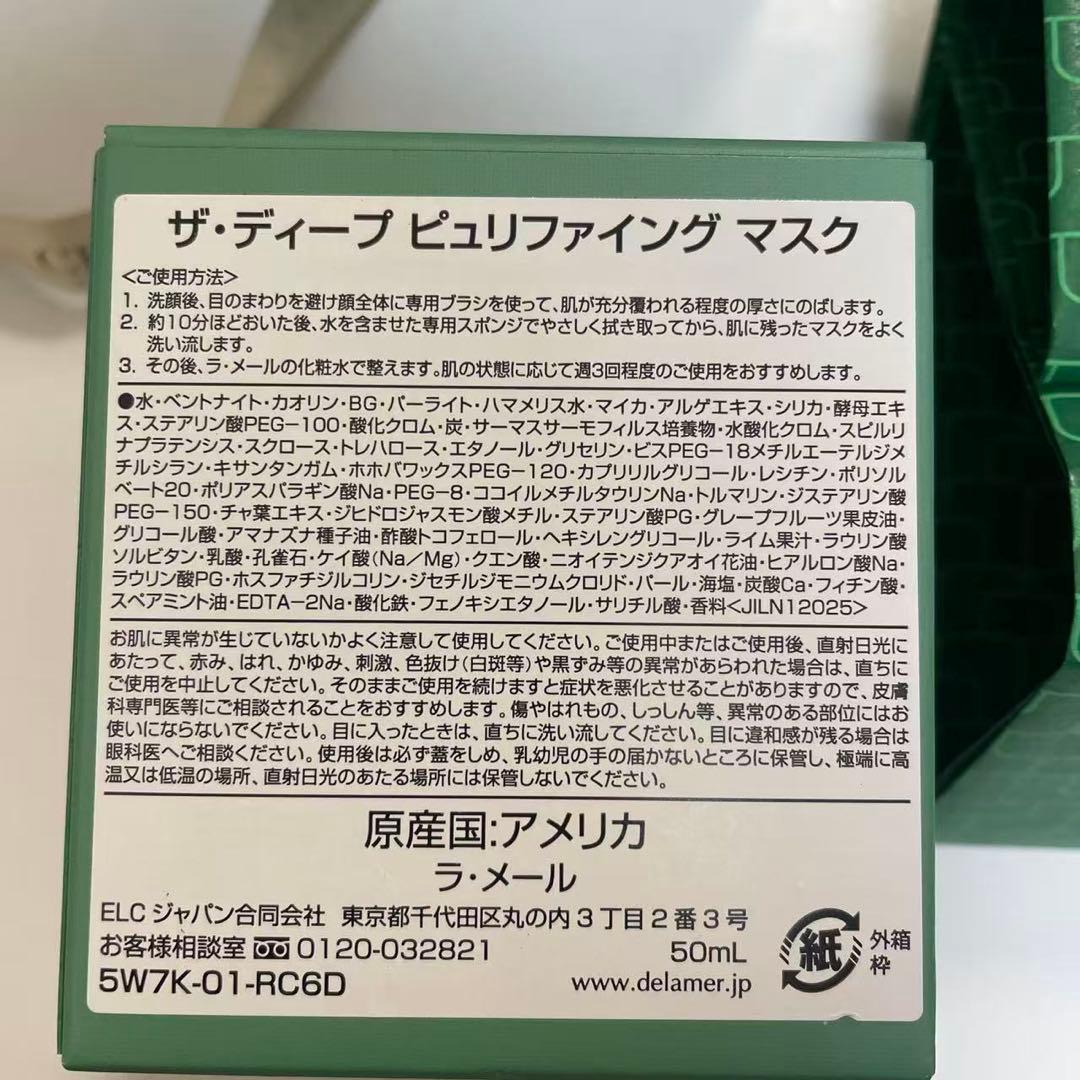 ザ・ディープ ピュリファイング マスク
＜ご使用方法＞
1. 洗顔後、目のまわりを避け顔全体に専用ブラシを使って、肌が充分覆われる程度の厚さにのばします。
2. 約10分ほどおいた後、水を含ませた専用スポンジでやさしく拭き取ってから、肌に残ったマスクをよく
洗い流します。
3. その後、ラ・メールの化粧水で整えます。肌の状態に応じて週3回程度のご使用をおすすめします。
●水・ベントナイト・カオリン・BG・パーライト・ハマメリス水・マイカ・アルゲエキス・シリカ・酵母エキ
ス・ステアリン酸PEG-100・酸化クロム・炭・サーマスサーモフィルス培養物・水酸化クロム・スピルリ
ナプラテンシス・スクロース・トレハロース・エタノール・グリセリン・ビスPEG-18メチルエーテルジメ
チルシラン・キサンタンガム・ホホバワックスPEG-120・カプリリルグリコール・レシチン・ポリソル
ベート20・ポリアスパラギン酸Na・PEG-8・ココイルメチルタウリンNa・トルマリン・ジステアリン酸
PEG-150・チャ葉エキス・ジヒドロジャスモン酸メチル・ステアリン酸PG・グレープフルーツ果皮油・
グリコール酸・アマナズナ種子油・酢酸トコフェロール・ヘキシレングリコール・ライム果汁・ラウリン酸
ソルビタン・乳酸・孔雀石・ケイ酸(Na/Mg)・クエン酸・ニオイテンジクアオイ花油・ヒアルロン酸Na・
ラウリン酸PG・ホスファチジルコリン・ジセチルジモニウムクロリド・パール・海塩・炭酸Ca・フィチン酸・
スペアミント油・EDTA-2Na・酸化鉄・フェノキシエタノール・サリチル酸・香料<JILN12025>
お肌に異常が生じていないかよく注意して使用してください。ご使用中またはご使用後、直射日光に
あたって、赤み、はれ、かゆみ、刺激、色抜け(白斑等)や黒ずみ等の異常があらわれた場合は、直ちに
ご使用を中止してください。そのままご使用を続けますと症状を悪化させることがありますので、皮膚
科専門医等にご相談されることをおすすめします。傷やはれもの、しっしん等、異常のある部位にはお
使いにならないでください。目に入ったときは、直ちに洗い流してください。目に違和感が残る場合は
眼科医へご相談ください。使用後は必ず蓋をしめ、乳幼児の手の届かないところに保管し、極端に高
温又は低温の場所、直射日光のあたる場所には保管しないでください。
原産国:アメリカ
ラ・メール
ELC ジャパン合同会社 東京都千代田区丸の内3丁目2番3号
お客様相談室 0120-032821 50mL
5W7K-01-RC6D www.delamer.jp
紙 外箱
枠